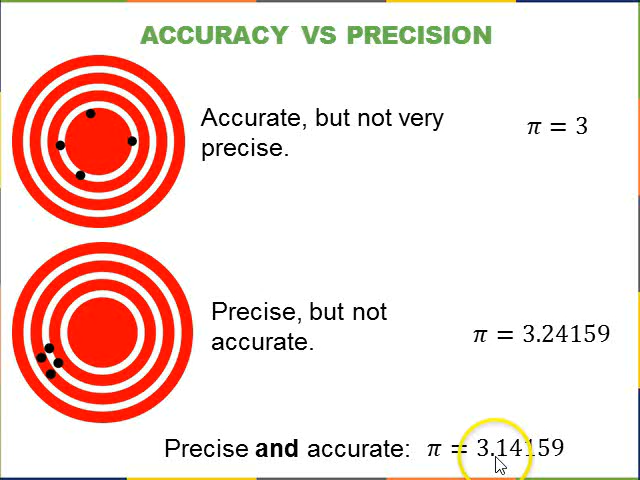 ACCURACY VS PRECISION
Accurate, but not very
precise.
π = 3
Precise, but not
accurate.
π = 3.24159
Precise and accurate: π = 3.14159